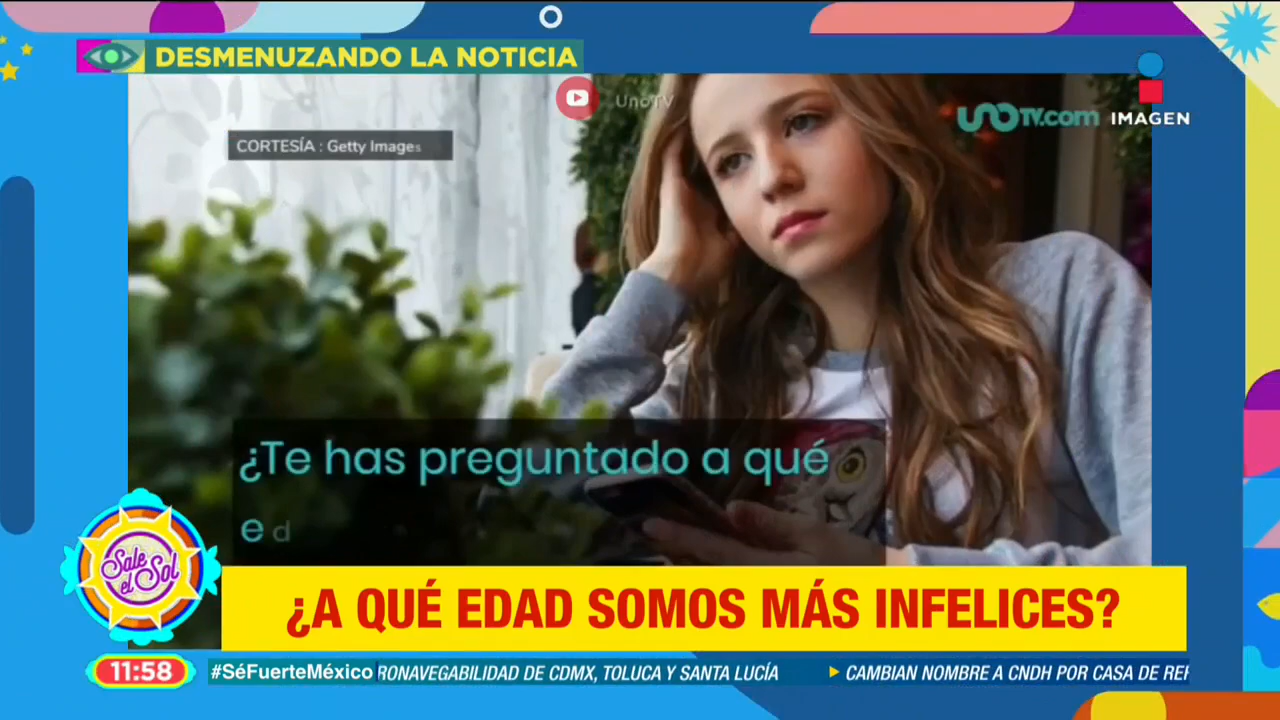 DESMENUZANDO LA NOTICIA
UnoTV
UNOTV.com
IMAGEN
CORTESÍA : Getty Images
¿Te has preguntado a qué
e d
Sale el Sol
¿A QUÉ EDAD SOMOS MÁS INFELICES?
11:58 #SéFuerteMéxico RONAVEGABILIDAD DE CDMX, TOLUCA Y SANTA LUCÍA CAMBIAN NOMBRE A CNDH POR CASA DE REF